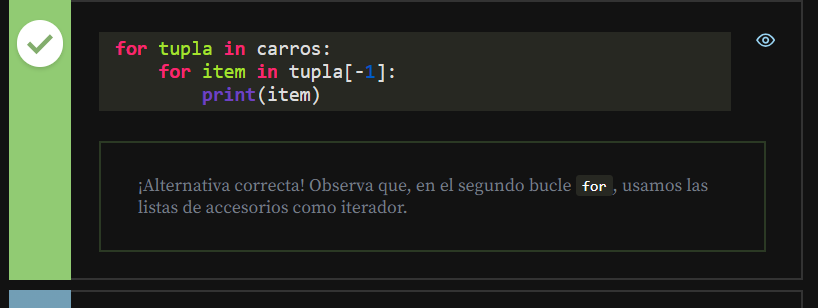 for tupla in carros:
    for item in tupla[-1]:
        print(item)
¡Alternativa correcta! Observa que, en el segundo bucle for, usamos las
listas de accesorios como iterador.